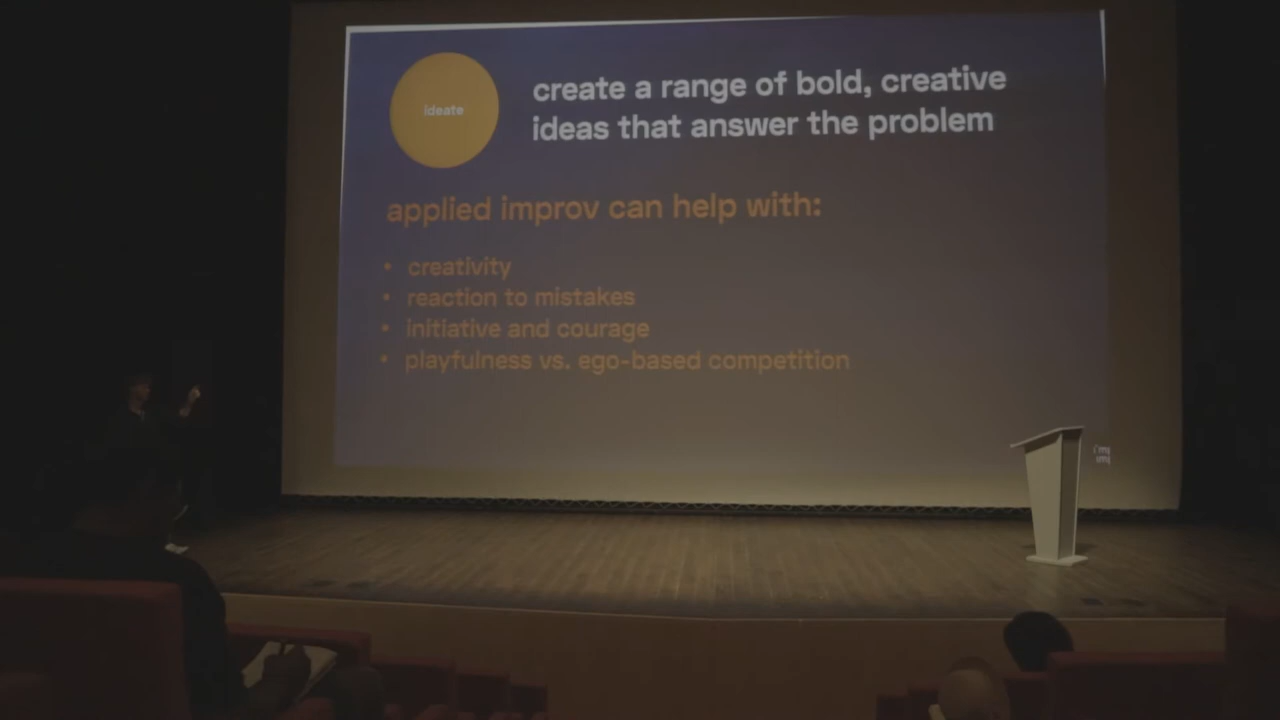 ideate
create a range of bold, creative
ideas that answer the problem
applied improv can help with:
• creativity
• reaction to mistakes
• initiative and courage
• playfulness vs. ego-based competition